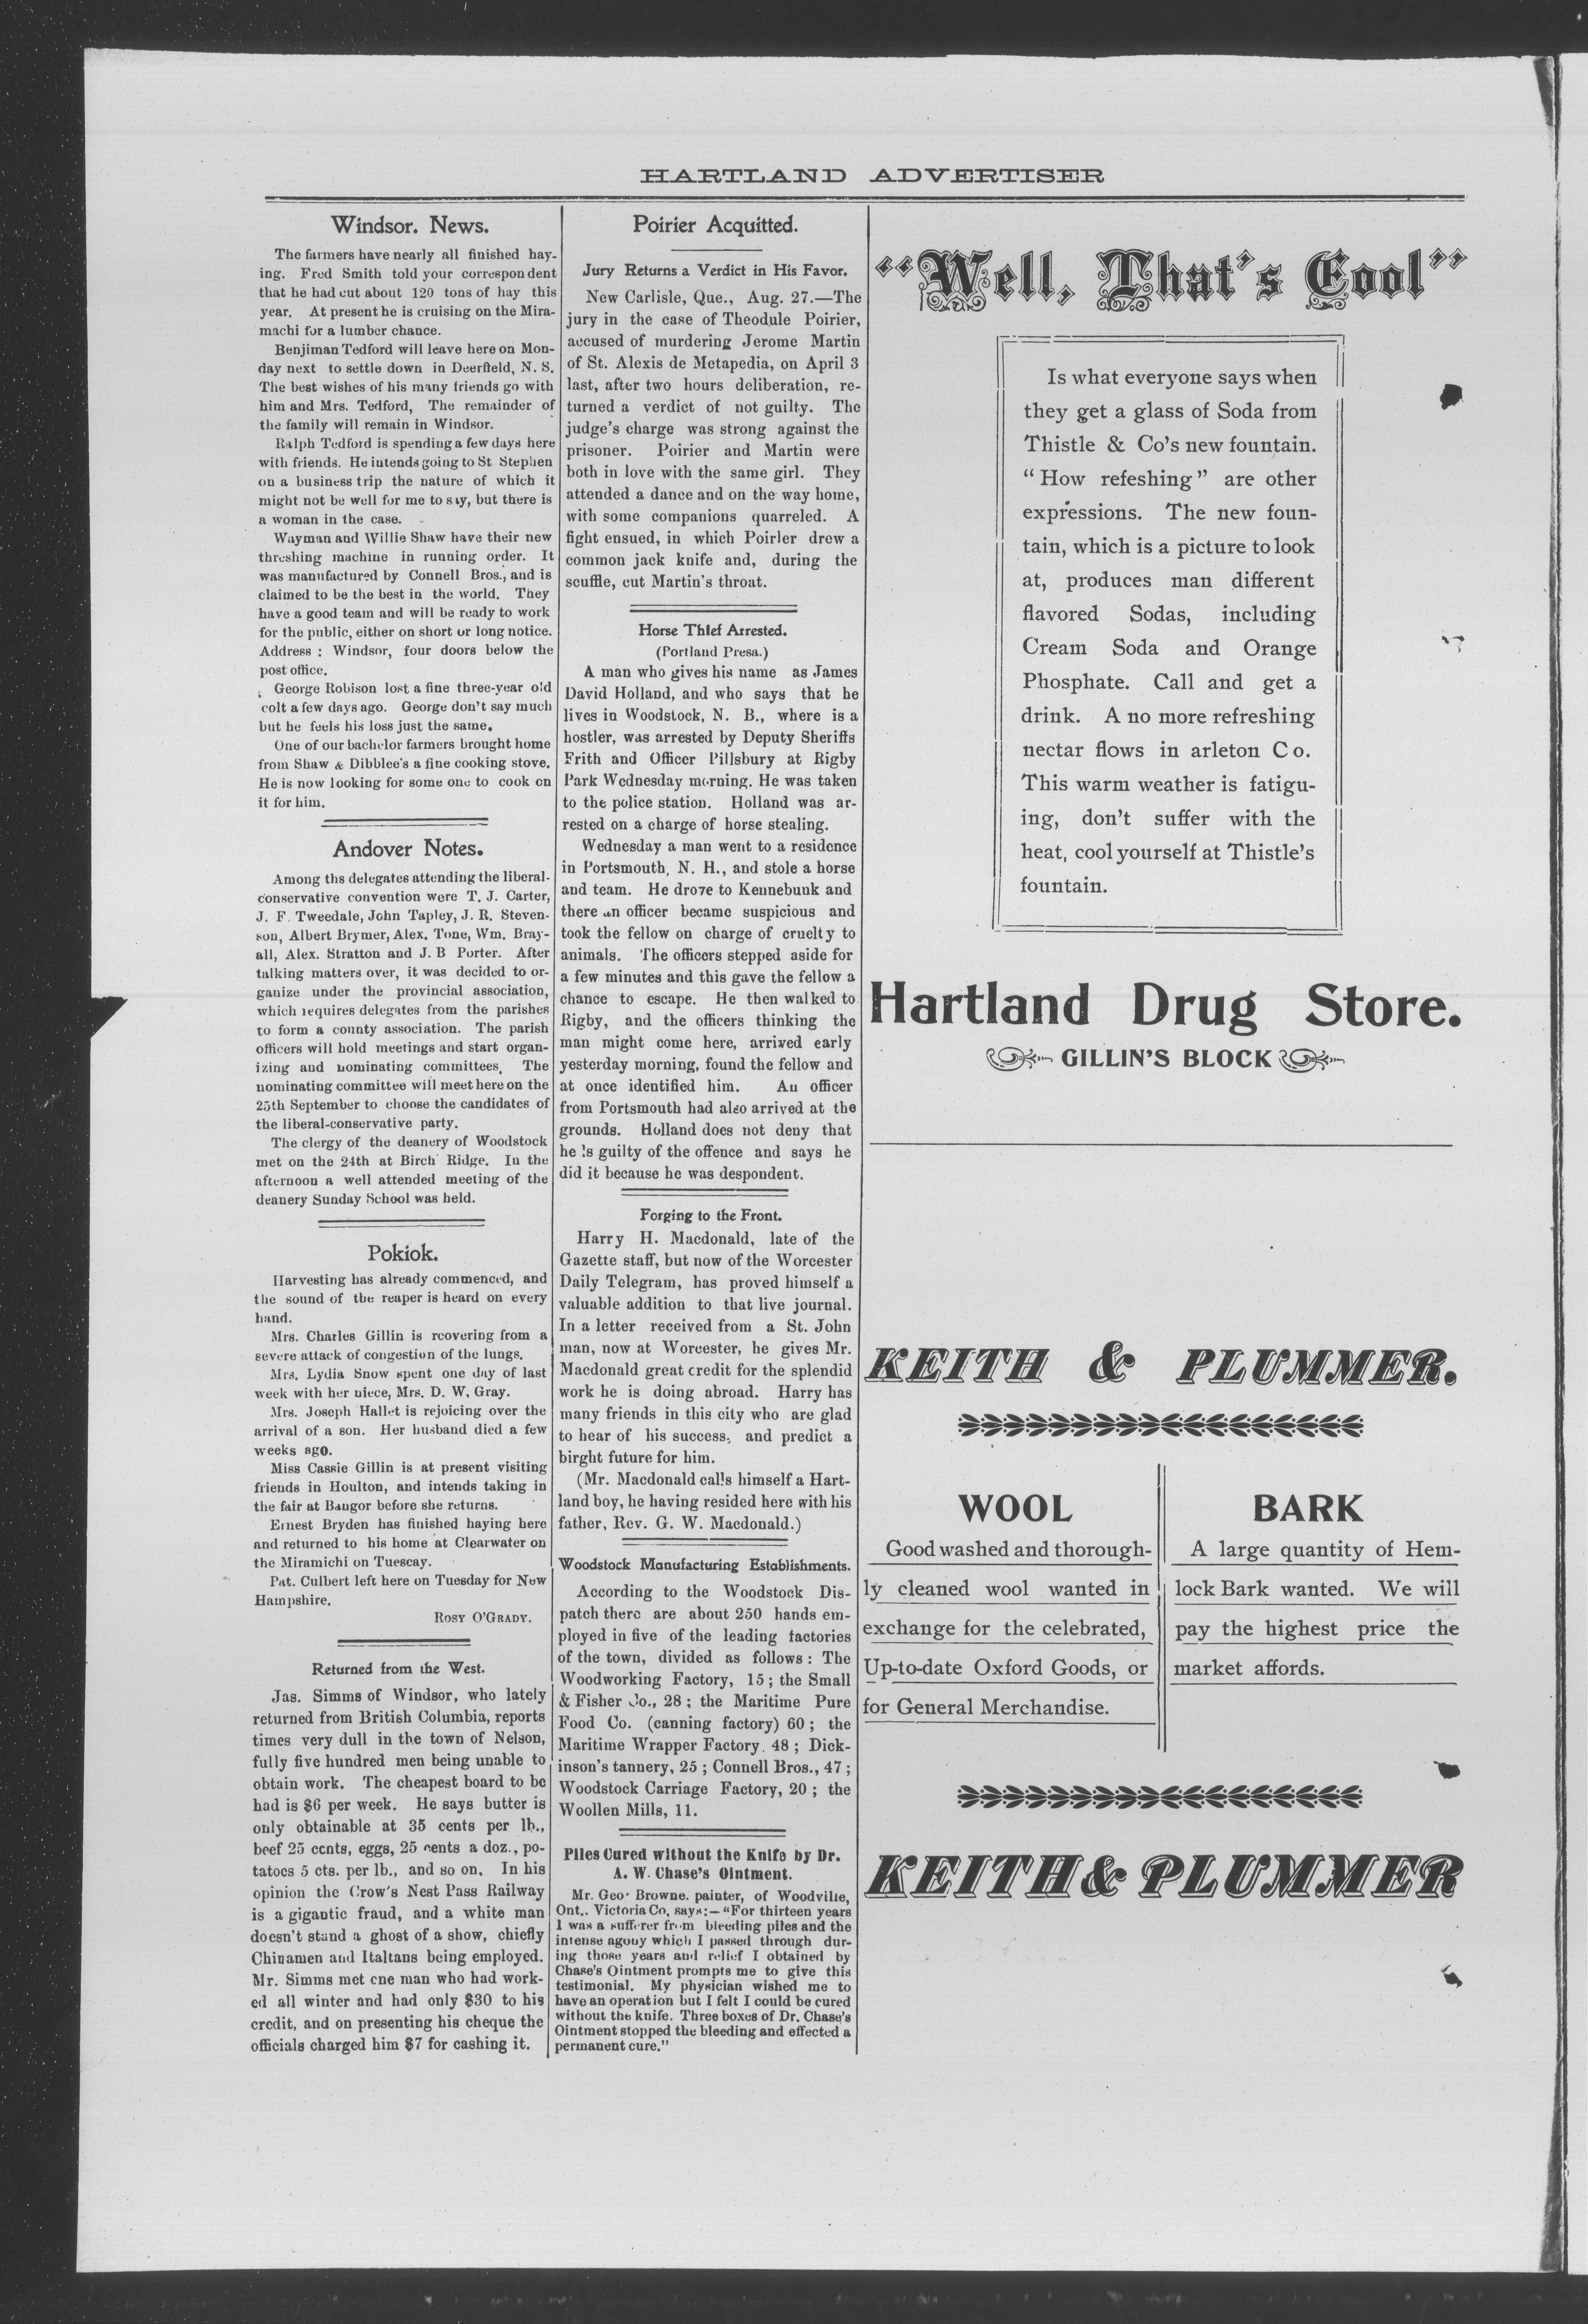 HARTLAND ADVERTISER
Windsor. News.
The farmers have nearly all finished hay-
ing. Fred Smith told your correspondent
that he had cut about 120 tons of hay this
year. At present he is cruising on the Mira-
machi for a lumber chance.
Benjiman Tedford will leave here on Mon-
day next to settle down in Deerfield, N. S.
The best wishes of his many friends go with
him and Mrs. Tedford, The remainder of
the family will remain in Windsor.
Ralph Tedford is spending a few days here
with friends. He intends going to St Stephen
on a business trip the nature of which it
might not be well for me to say, but there is
a woman in the case.
Wayman and Willie Shaw have their new
threshing machine in running order. It
was manufactured by Connell Bros., and is
claimed to be the best in the world. They
have a good team and will be ready to work
for the public, either on short or long notice.
Address : Windsor, four doors below the
post office.
George Robison lost a fine three-year old
colt a few days ago. George don't say much
but he feels his loss just the same.
One of our bachelor farmers brought home
from Shaw & Dibblee's a fine cooking stove.
He is now looking for some one to cook on
it for him.
Andover Notes.
Among ths delegates attending the liberal-
conservative convention were T. J. Carter,
J. F. Tweedale, John Tapley, J. R. Steven-
son, Albert Brymer, Alex. Tone, Wm. Bray-
all, Alex. Stratton and J. B Porter. After
talking matters over, it was decided to or-
ganize under the provincial association,
which requires delegates from the parishes
to form a county association. The parish
officers will hold meetings and start organ-
izing and nominating committees. The
nominating committee will meet here on the
25th September to choose the candidates of
the liberal-conservative party.
The clergy of the deanery of Woodstock
met on the 24th at Birch Ridge. In the
afternoon a well attended meeting of the
deanery Sunday School was held.
Pokiok.
Harvesting has already commenced, and
the sound of the reaper is heard on every
hand.
Mrs. Charles Gillin is rcovering from a
severe attack of congestion of the lungs.
Mrs. Lydia Snow spent one day of last
week with her niece, Mrs. D. W. Gray.
Mrs. Joseph Hallet is rejoicing over the
arrival of a son. Her husband died a few
weeks ago.
Miss Cassie Gillin is at present visiting
friends in Houlton, and intends taking in
the fair at Bangor before she returns.
Ernest Bryden has finished haying here
and returned to his home at Clearwater on
the Miramichi on Tuescay.
Pat. Culbert left here on Tuesday for New
Hampshire.
ROSY O'GRADY.
Returned from the West.
Jas. Simms of Windsor, who lately
returned from British Columbia, reports
times very dull in the town of Nelson,
fully five hundred men being unable to
obtain work. The cheapest board to be
had is $6 per week. He says butter is
only obtainable at 35 cents per lb.,
beef 25 cents, eggs, 25 cents a doz., po-
tatoes 5 cts. per lb., and so on. In his
opinion the Crow's Nest Pass Railway
is a gigantic fraud, and a white man
doesn't stand a ghost of a show, chiefly
Chinamen and Italtans being employed.
Mr. Simms met cne man who had work-
ed all winter and had only $30 to his
credit, and on presenting his cheque the
officials charged him $7 for cashing it.
Poirier Acquitted.
Jury Returns a Verdict in His Favor.
New Carlisle, Que., Aug. 27.—The
jury in the case of Theodule Poirier,
accused of murdering Jerome Martin
of St. Alexis de Metapedia, on April 3
last, after two hours deliberation, re-
turned a verdict of not guilty. The
judge's charge was strong against the
prisoner. Poirier and Martin were
both in love with the same girl. They
attended a dance and on the way home,
with some companions quarreled. A
fight ensued, in which Poirier drew a
common jack knife and, during the
scuffle, cut Martin's throat.
Horse Thief Arrested.
(Portland Presa.)
A man who gives his name as James
David Holland, and who says that he
lives in Woodstock, N. B., where is a
hostler, was arrested by Deputy Sheriffs
Frith and Officer Pillsbury at Rigby
Park Wednesday morning. He was taken
to the police station. Holland was ar-
rested on a charge of horse stealing.
Wednesday a man went to a residence
in Portsmouth, N. H., and stole a horse
and team. He drove to Kennebunk and
there an officer became suspicious and
took the fellow on charge of cruelty to
animals. The officers stepped aside for
a few minutes and this gave the fellow a
chance to escape. He then walked to
Rigby, and the officers thinking the
man might come here, arrived early
yesterday morning, found the fellow and
at once identified him. An officer
from Portsmouth had also arrived at the
grounds. Holland does not deny that
he is guilty of the offence and says he
did it because he was despondent.
Forging to the Front.
Harry H. Macdonald, late of the
Gazette staff, but now of the Worcester
Daily Telegram, has proved himself a
valuable addition to that live journal.
In a letter received from a St. John
man, now at Worcester, he gives Mr.
Macdonald great credit for the splendid
work he is doing abroad. Harry has
many friends in this city who are glad
to hear of his success, and predict a
birght future for him.
(Mr. Macdonald calls himself a Hart-
land boy, he having resided here with his
father, Rev. G. W. Macdonald.)
Woodstock Manufacturing Establishments.
According to the Woodstock Dis-
patch there are about 250 hands em-
ployed in five of the leading factories
of the town, divided as follows : The
Woodworking Factory, 15 ; the Small
& Fisher Co., 28 ; the Maritime Pure
Food Co. (canning factory) 60 ; the
Maritime Wrapper Factory. 48 ; Dick-
inson's tannery, 25 ; Connell Bros., 47 ;
Woodstock Carriage Factory, 20 ; the
Woollen Mills, 11.
Piles Cured without the Knife by Dr.
A. W. Chase's Ointment.
Mr. Geo. Browne. painter, of Woodville,
Ont.. Victoria Co, says:—"For thirteen years
I was a sufferer from bleeding piles and the
intense agouy which I passed through dur-
ing those years and relief I obtained by
Chase's Ointment prompts me to give this
testimonial. My physician wished me to
have an operation but I felt I could be cured
without the knife. Three boxes of Dr. Chase's
Ointment stopped the bleeding and effected a
permanent cure."
"Well, That's Cool"
Is what everyone says when
they get a glass of Soda from
Thistle & Co's new fountain.
"How refeshing" are other
expressions. The new foun-
tain, which is a picture to look
at, produces man different
flavored Sodas, including
Cream Soda and Orange
Phosphate. Call and get a
drink. A no more refreshing
nectar flows in arleton C o.
This warm weather is fatigu-
ing, don't suffer with the
heat, cool yourself at Thistle's
fountain.
Hartland Drug Store.
GILLIN'S BLOCK
KEITH & PLUMMER.
WOOL
Good washed and thorough-
ly cleaned wool wanted in
exchange for the celebrated,
Up-to-date Oxford Goods, or
for General Merchandise.
BARK
A large quantity of Hem-
lock Bark wanted. We will
pay the highest price the
market affords.
KEITH & PLUMMER